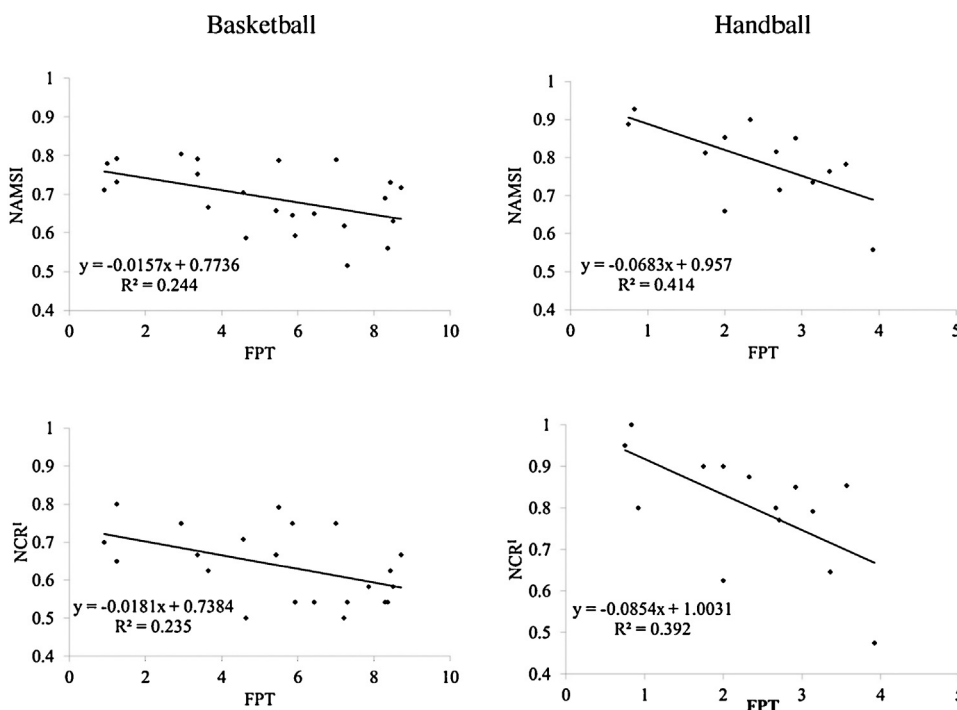 Basketball
Handball
1
0.9
0.8
0.7
0.6
0.5
0.4
NAMSI
y = -0.0157x + 0.7736
R² = 0.244
0 2 4 6 8 10
FPT
1
0.9
0.8
0.7
0.6
0.5
0.4
NAMSI
y = -0.0683x + 0.957
R² = 0.414
0 1 2 3 4 5
FPT
1
0.9
0.8
0.7
0.6
0.5
0.4
NCR¹
y = -0.0181x + 0.7384
R² = 0.235
0 2 4 6 8 10
FPT
1
0.9
0.8
0.7
0.6
0.5
0.4
NCR¹
y = -0.0854x + 1.0031
R² = 0.392
0 1 2 3 4 5
FPT